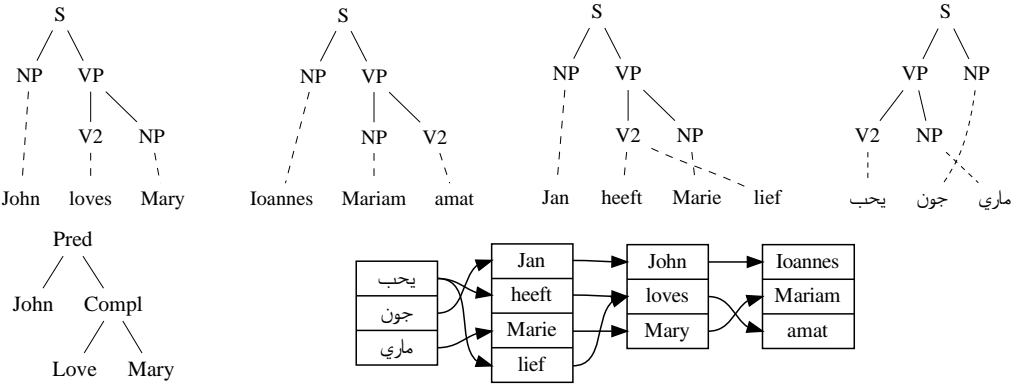 S S S S
NP VP NP VP NP VP VP NP
V2 NP NP V2 V2 NP V2 NP
John loves Mary Ioannes Mariam amat Jan heeft Marie lief يحب جون ماري
Pred
John Compl
Love Mary
يحب
جون
ماري
Jan
heeft
Marie
lief
John
loves
Mary
Ioannes
Mariam
amat